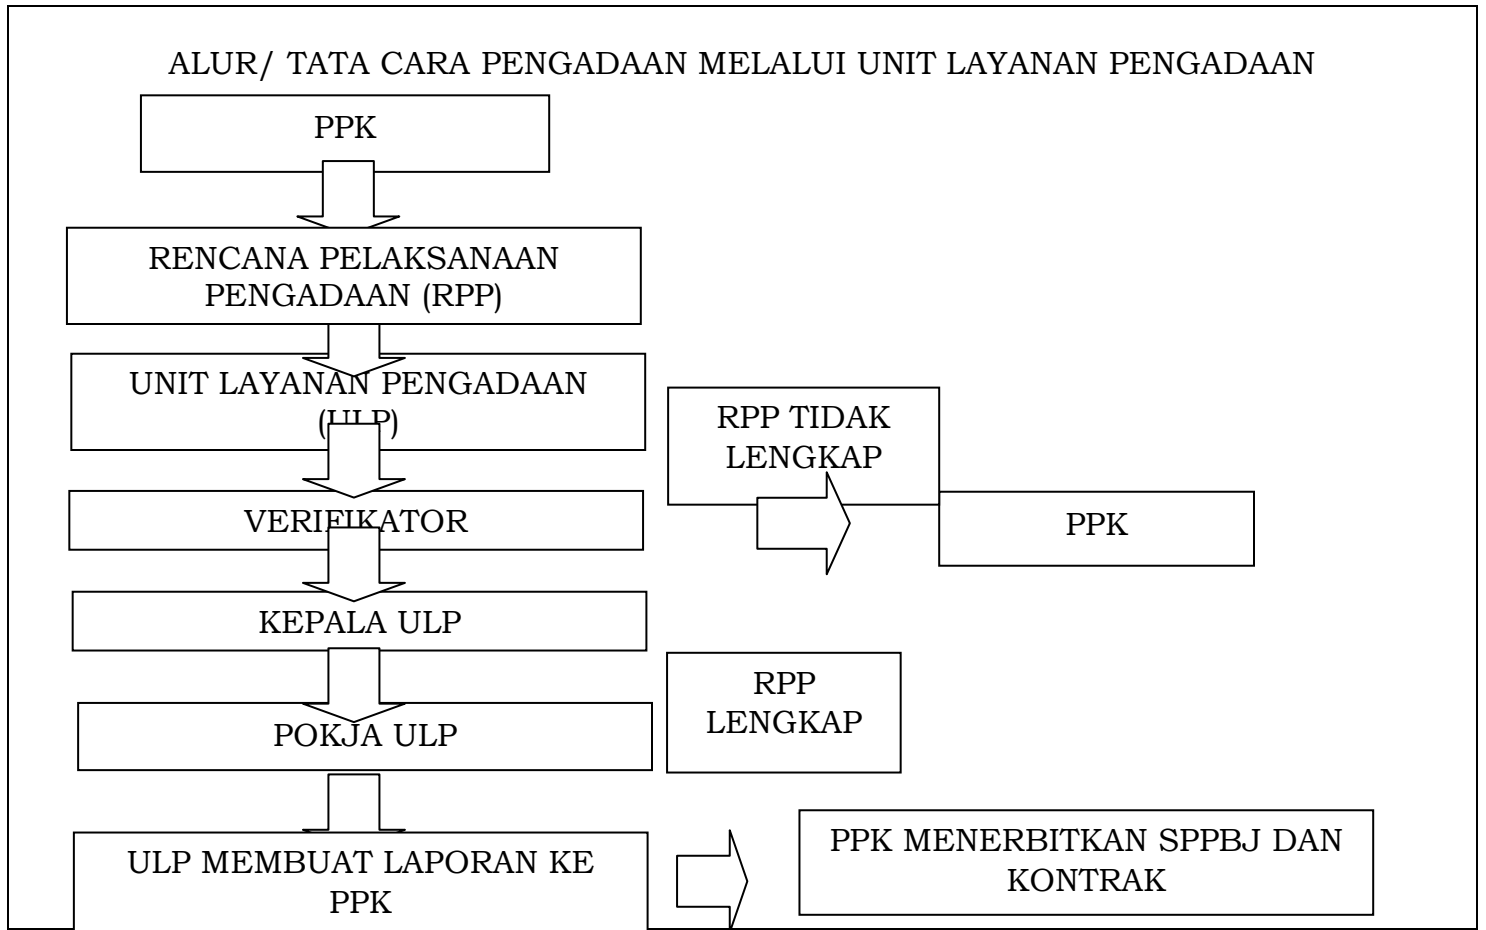 ALUR/ TATA CARA PENGADAAN MELALUI UNIT LAYANAN PENGADAAN
PPK
RENCANA PELAKSANAAN
PENGADAAN (RPP)
UNIT LAYANAN PENGADAAN
(ULP)
RPP TIDAK
LENGKAP
VERIFIKATOR
PPK
KEPALA ULP
RPP
LENGKAP
POKJA ULP
ULP MEMBUAT LAPORAN KE
PPK
PPK MENERBITKAN SPPBJ DAN
KONTRAK